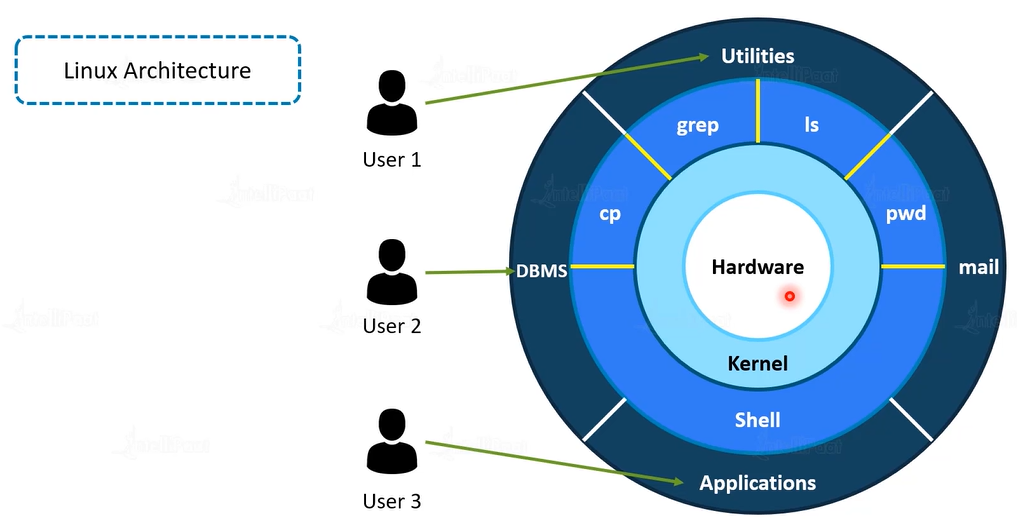 Linux Architecture
Utilities
grep
ls
User 1
cp
pwd
Hardware
DBMS
mail
User 2
Kernel
Shell
Applications
User 3